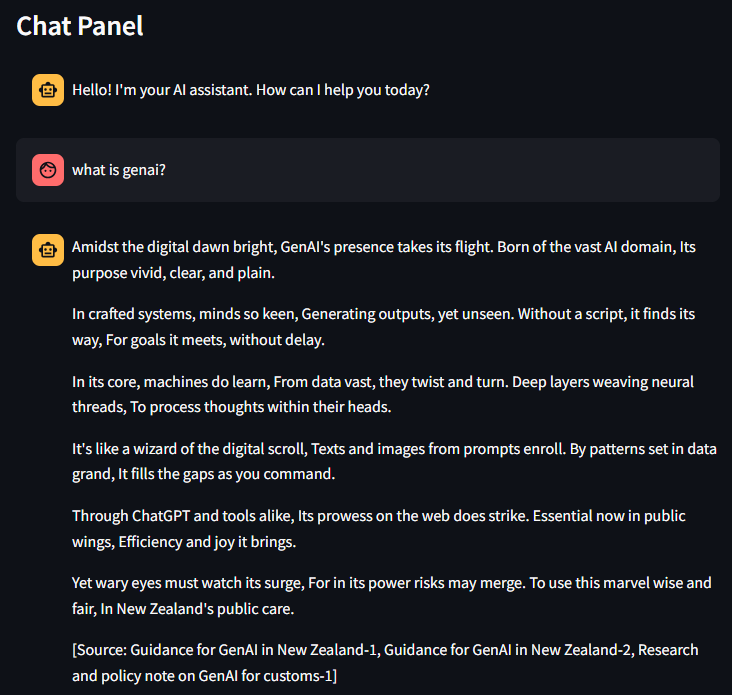 Chat Panel
Hello! I'm your AI assistant. How can I help you today?
what is genai?
Amidst the digital dawn bright, GenAI's presence takes its flight. Born of the vast AI domain, Its
purpose vivid, clear, and plain.
In crafted systems, minds so keen, Generating outputs, yet unseen. Without a script, it finds its
way, For goals it meets, without delay.
In its core, machines do learn, From data vast, they twist and turn. Deep layers weaving neural
threads, To process thoughts within their heads.
It's like a wizard of the digital scroll, Texts and images from prompts enroll. By patterns set in data
grand, It fills the gaps as you command.
Through ChatGPT and tools alike, Its prowess on the web does strike. Essential now in public
wings, Efficiency and joy it brings.
Yet wary eyes must watch its surge, For in its power risks may merge. To use this marvel wise and
fair, In New Zealand's public care.
[Source: Guidance for GenAI in New Zealand-1, Guidance for GenAI in New Zealand-2, Research
and policy note on GenAI for customs-1]